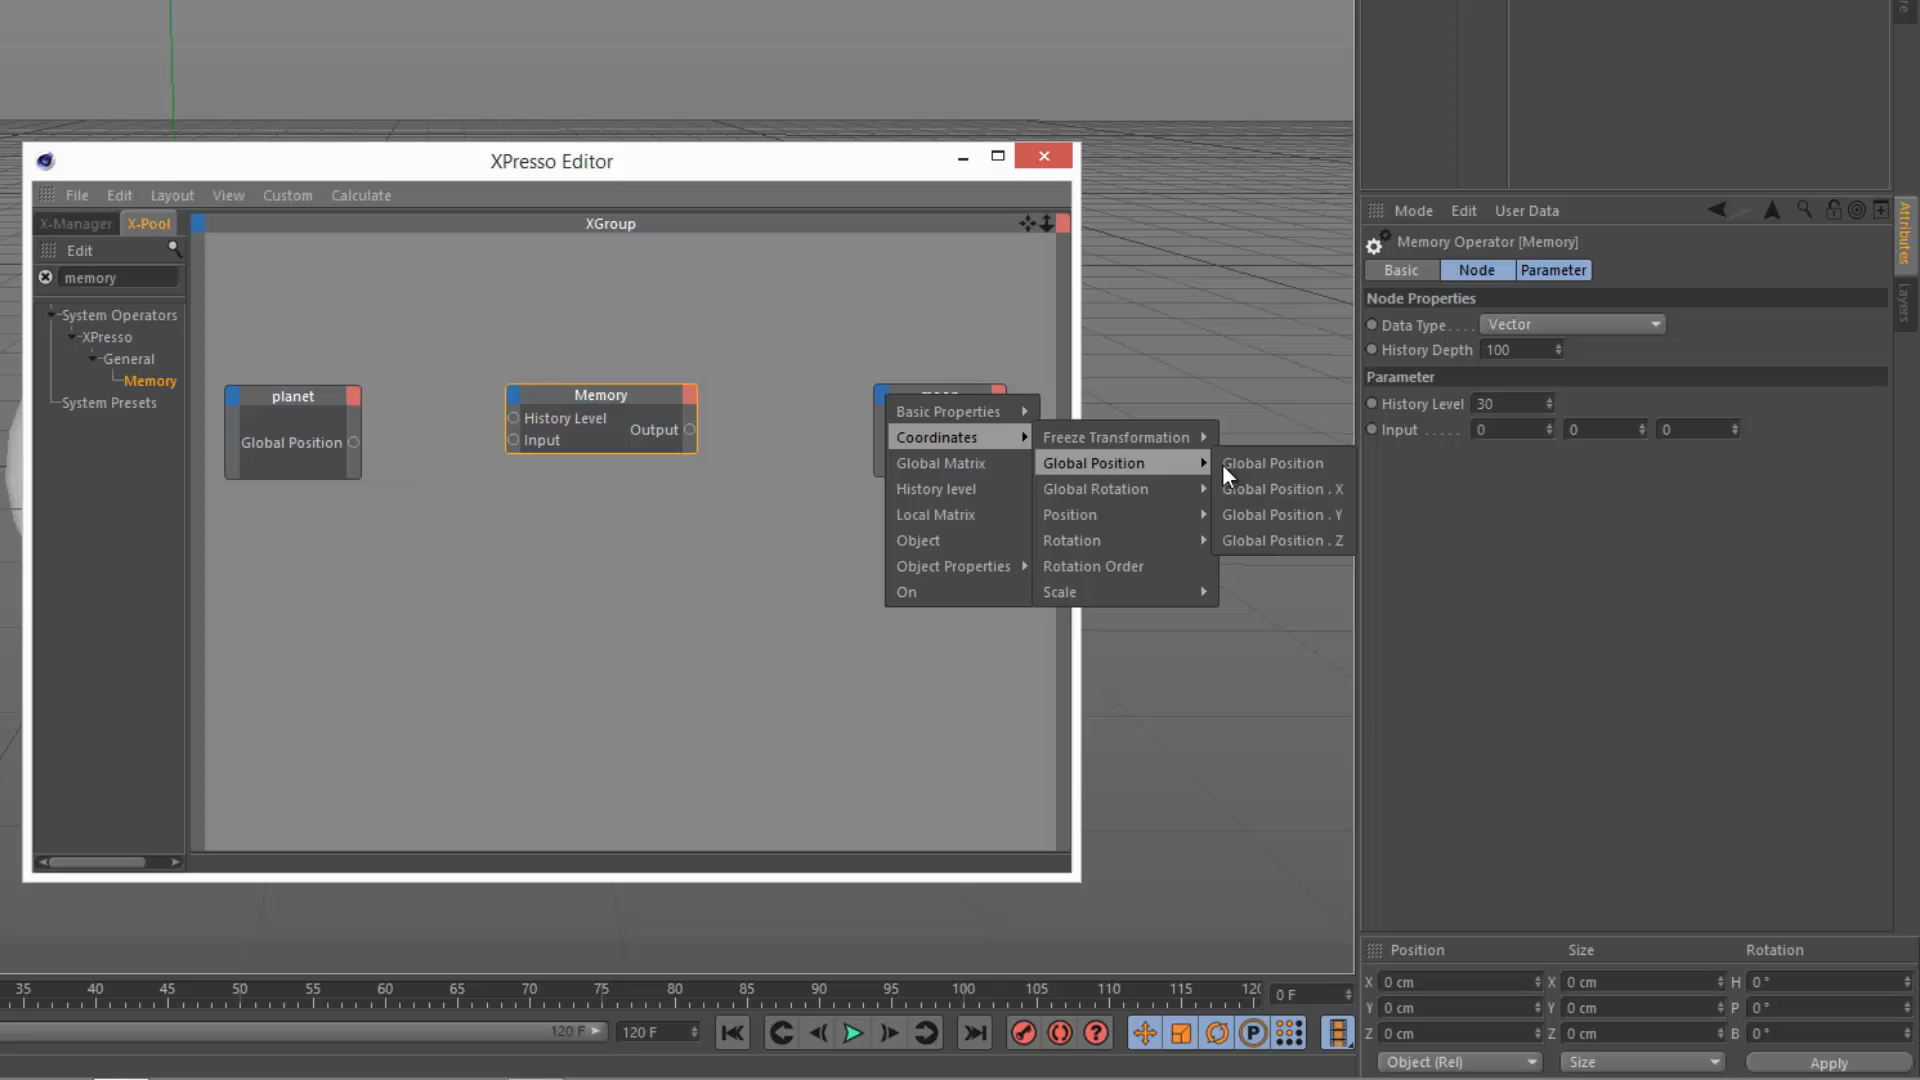 XPresso Editor
File Edit Layout View Custom Calculate
X-Manager X-Pool
XGroup
Edit
memory
System Operators
XPresso
General
Memory
System Presets
planet
Global Position
Memory
History Level
Input
Output
Basic Properties
Coordinates
Global Matrix
History level
Local Matrix
Object
Object Properties
On
Freeze Transformation
Global Position
Global Rotation
Position
Rotation
Rotation Order
Scale
Global Position
Global Position . X
Global Position . Y
Global Position . Z
Mode Edit User Data
Memory Operator [Memory]
Basic Node Parameter
Node Properties
Data Type . . . . Vector
History Depth 100
Parameter
History Level 30
Input . . . . . 0 0 0
Attributes
Layers
35 40 45 50 55 60 65 70 75 80 85 90 95 100 105 110 115 120
0 F
120 F 120 F
P
Position Size Rotation
X 0 cm X 0 cm H 0 °
Y 0 cm Y 0 cm P 0 °
Z 0 cm Z 0 cm B 0 °
Object (Rel) Size Apply